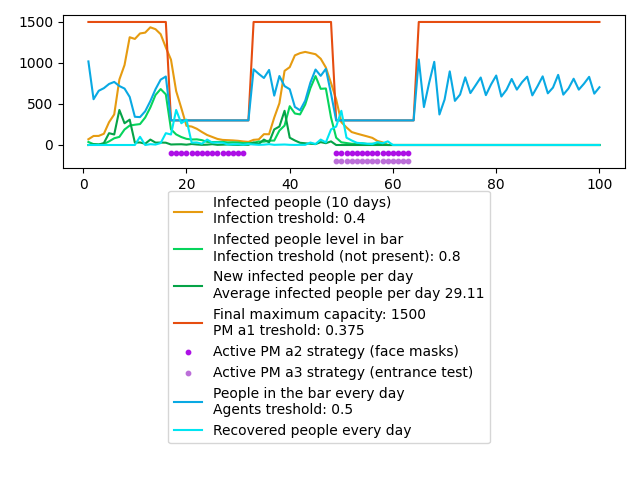 1500
1000
500
0
0 20 40 60 80 100
Infected people (10 days)
Infection treshold: 0.4
Infected people level in bar
Infection treshold (not present): 0.8
New infected people per day
Average infected people per day 29.11
Final maximum capacity: 1500
PM a1 treshold: 0.375
Active PM a2 strategy (face masks)
Active PM a3 strategy (entrance test)
People in the bar every day
Agents treshold: 0.5
Recovered people every day